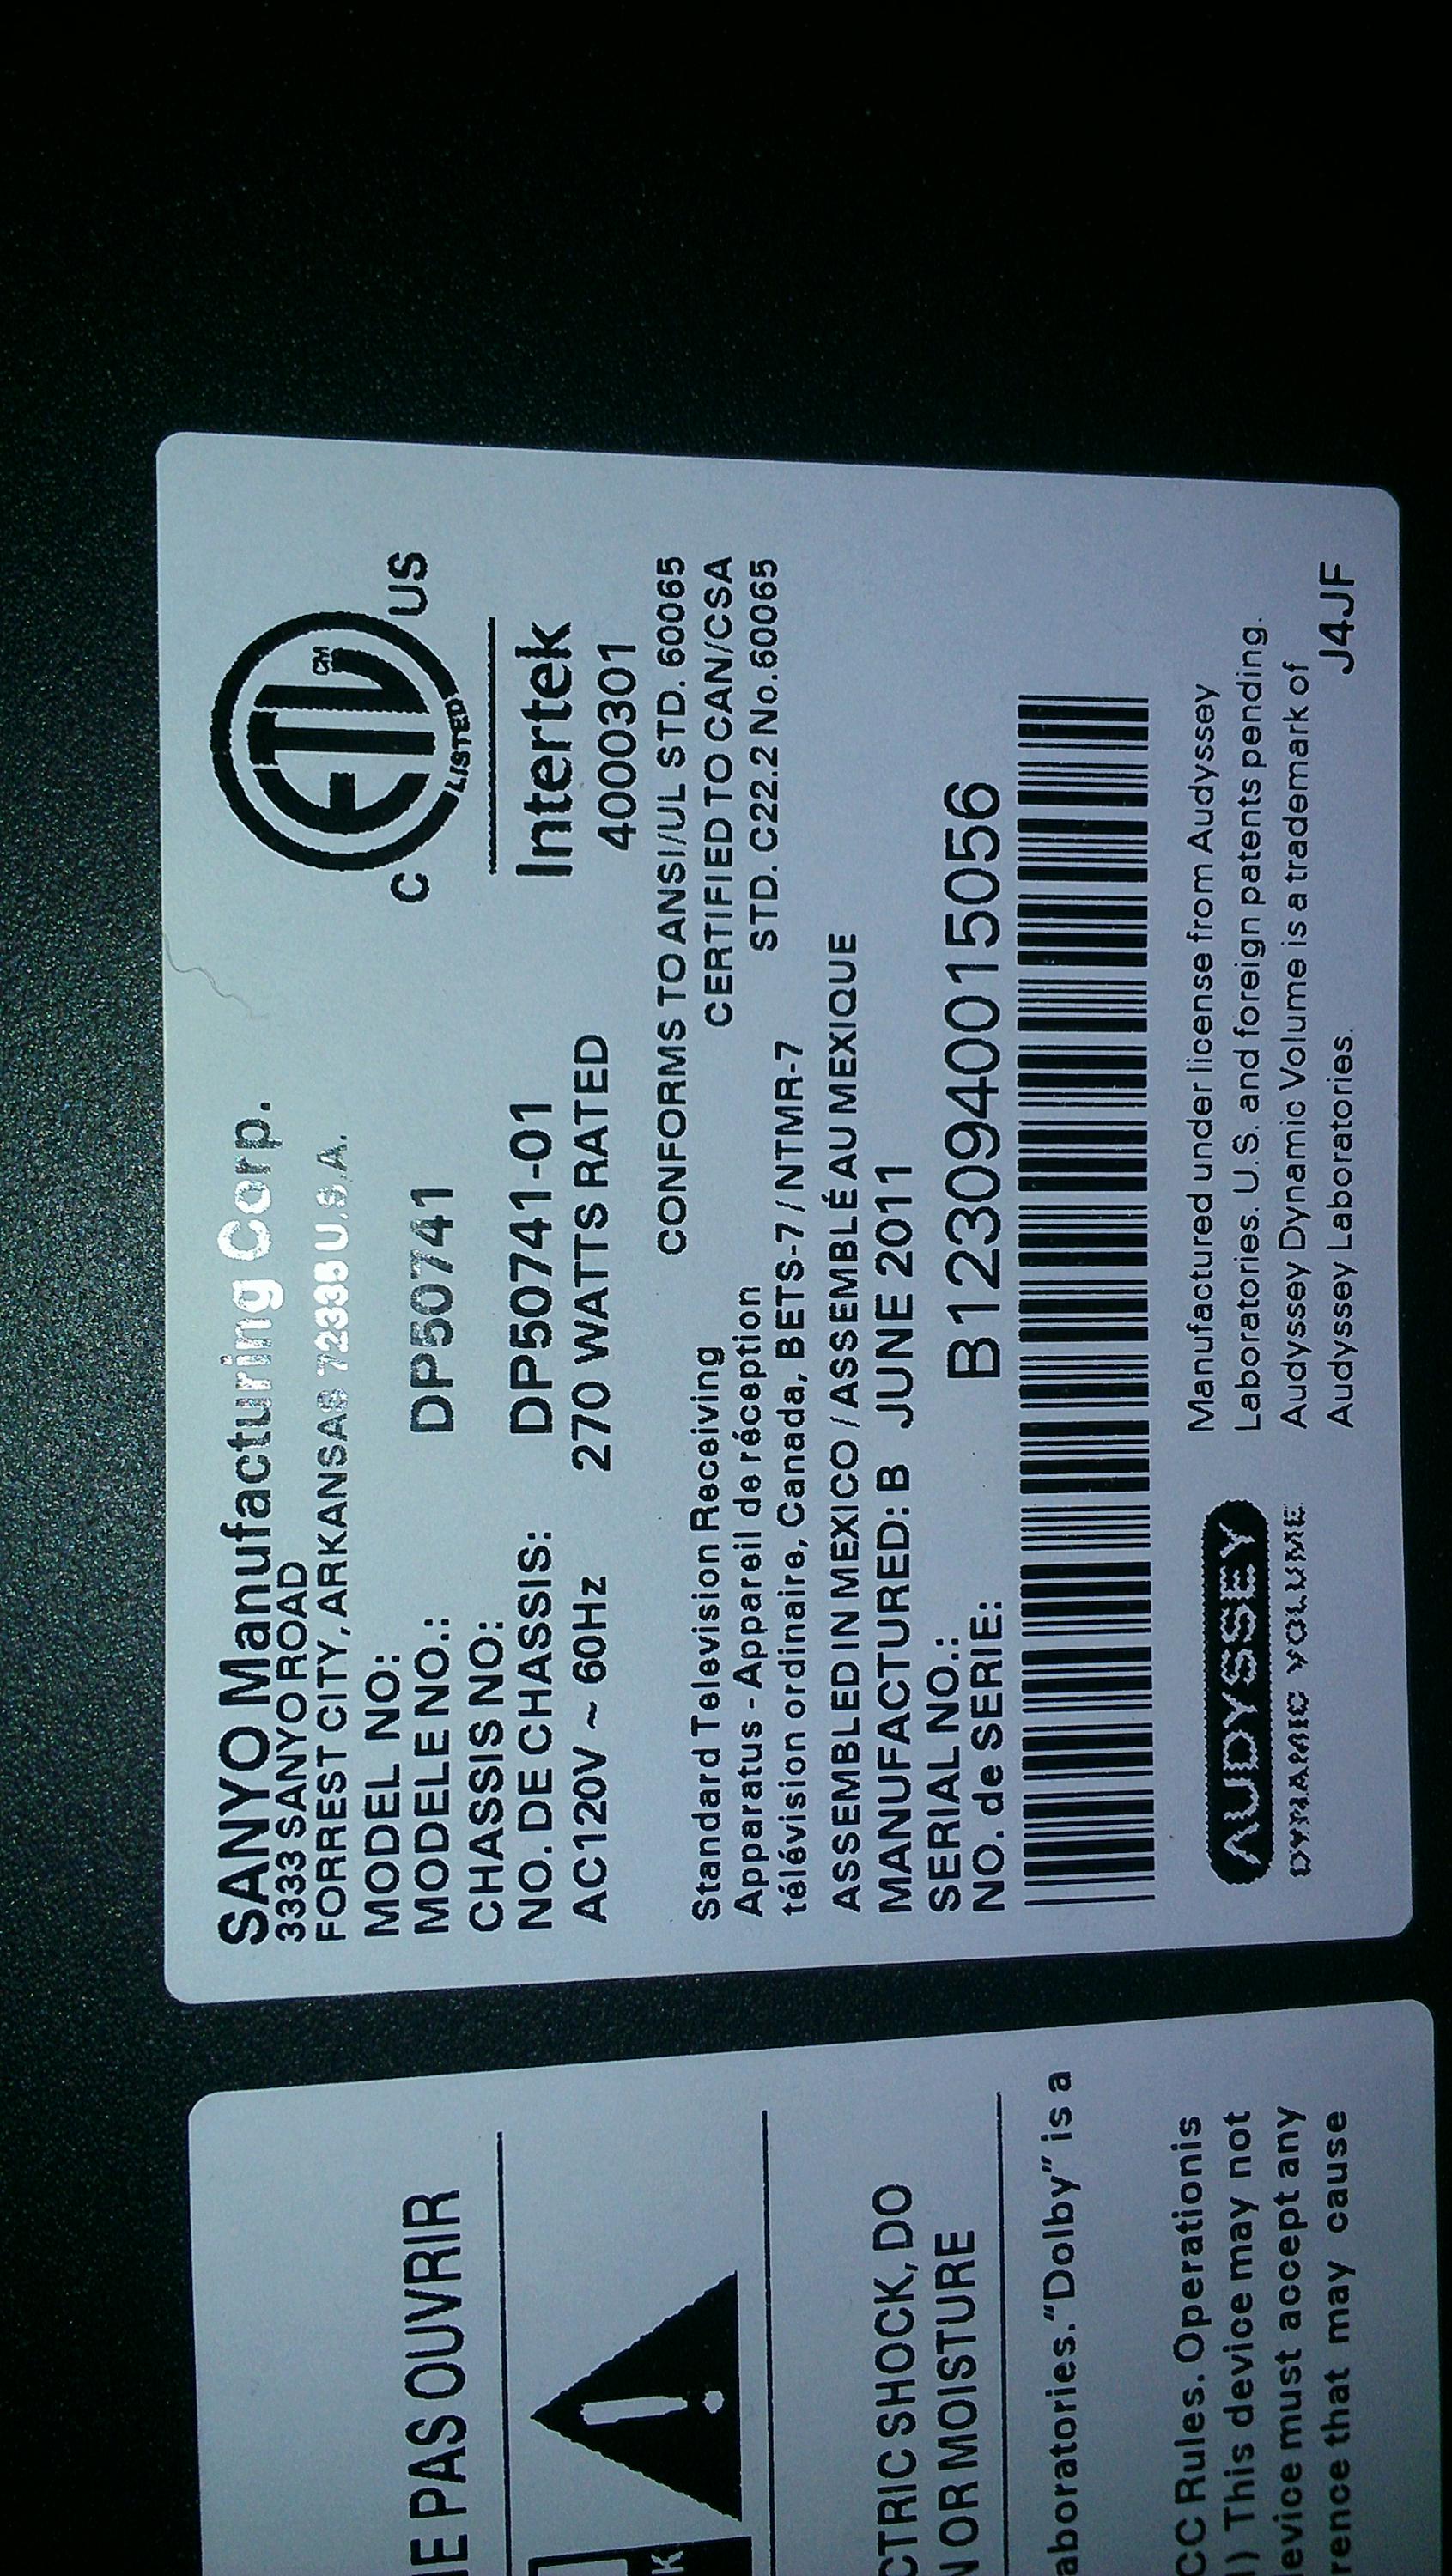 SANYO Manufacturing Corp.
3333 SANYO ROAD
FORREST CITY, ARKANSAS 72335 U.S.A.
MODEL NO:
MODELE NO.: DP50741
CHASSIS NO:
NO. DE CHASSIS: DP50741-01
AC120V ~ 60Hz 270 WATTS RATED
ETL CM
LISTED
C US
Intertek
4000301
CONFORMS TO ANSI/UL STD. 60065
CERTIFIED TO CAN/CSA
STD. C22.2 No.60065
Standard Television Receiving
Apparatus - Appareil de réception
télévision ordinaire, Canada, BETS-7 / NTMR-7
ASSEMBLED IN MEXICO / ASSEMBLÉ AU MEXIQUE
MANUFACTURED: B JUNE 2011
SERIAL NO.:
NO. de SERIE: B1230940015056
AUDYSSEY
DYNAMIC VOLUME
Manufactured under license from Audyssey
Laboratories. U.S. and foreign patents pending.
Audyssey Dynamic Volume is a trademark of
Audyssey Laboratories.
J4JF
PAS OUVRIR
K
CTRIC SHOCK, DO
N OR MOISTURE
aboratories. "Dolby" is a
CC Rules. Operation is
) This device may not
evice must accept any
rence that may cause